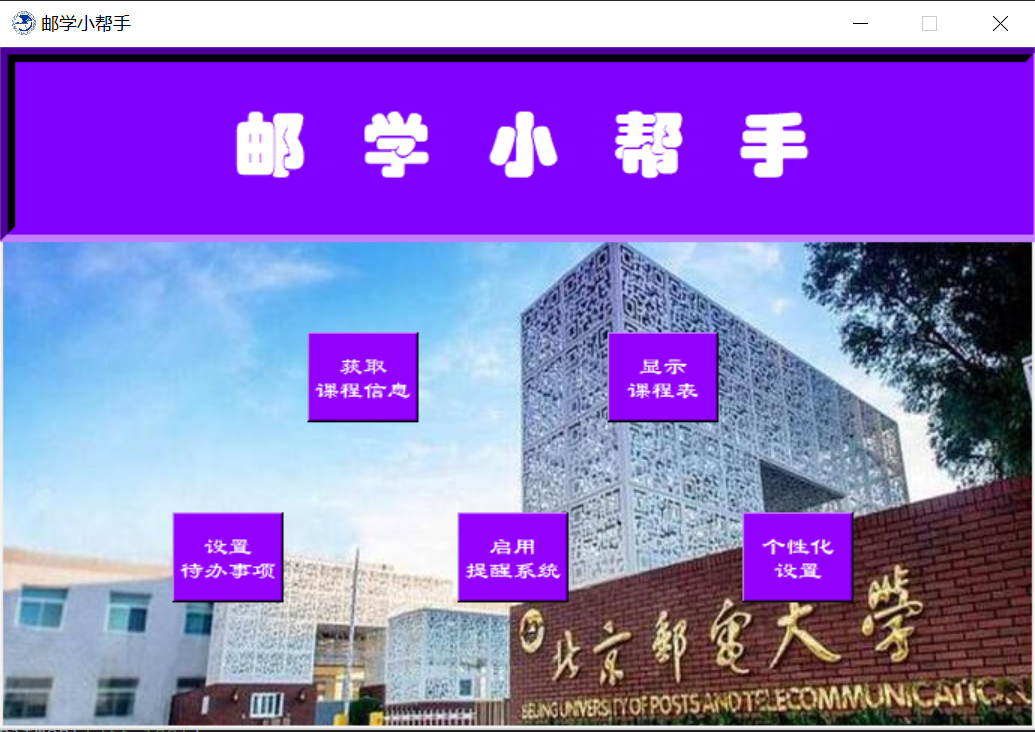 邮学小帮手
邮学小帮手
获取
课程信息
显示
课程表
设置
待办事项
启用
提醒系统
个性化
设置
北京郵電大學
BEIJING UNIVERSITY OF POSTS AND TELECOMMUNICATIONS